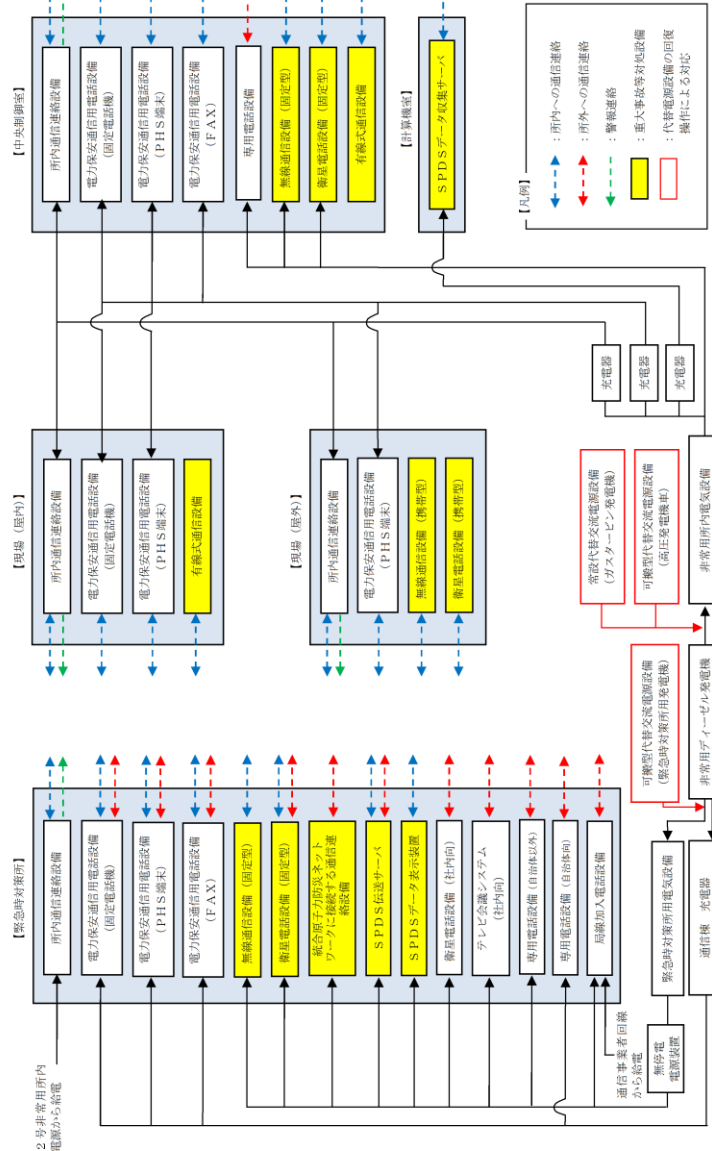 【緊急時対策所】
所内通信連絡設備
電力保安通信用電話設備
(固定電話機)
電力保安通信用電話設備
(PHS端末)
電力保安通信用電話設備
(FAX)
無線通信設備(固定型)
衛星電話設備(固定型)
統合原子力防災ネット
ワークに接続する通信連
絡設備
SPDS伝送サーバ
SPDSデータ表示装置
衛星電話設備(社内向)
テレビ会議システム
(社内向)
専用電話設備(自治体以外)
専用電話設備(自治体向)
局線加入電話設備
2号非常用所内
電源から給電
通信事業者回線
から給電
【現場(屋内)】
所内通信連絡設備
電力保安通信用電話設備
(固定電話機)
電力保安通信用電話設備
(PHS端末)
有線式通信設備
【現場(屋外)】
所内通信連絡設備
電力保安通信用電話設備
(PHS端末)
無線通信設備(携帯型)
衛星電話設備(携帯型)
【中央制御室】
所内通信連絡設備
電力保安通信用電話設備
(固定電話機)
電力保安通信用電話設備
(PHS端末)
電力保安通信用電話設備
(FAX)
専用電話設備
無線通信設備(固定型)
衛星電話設備(固定型)
有線式通信設備
【計算機室】
SPDSデータ収集サーバ
充電器
充電器
充電器
無停電
電源装置
緊急時対策所用電気設備
通信棟 充電器
可搬型代替交流電源設備
(緊急時対策所用発電機)
非常用ディーゼル発電機
常設代替交流電源設備
(ガスタービン発電機)
可搬型代替交流電源設備
(高圧発電機車)
非常用所内電気設備
【凡例】
:所内への通信連絡
:所外への通信連絡
:警報連絡
:重大事故等対処設備
:代替電源設備の回復
操作による対応